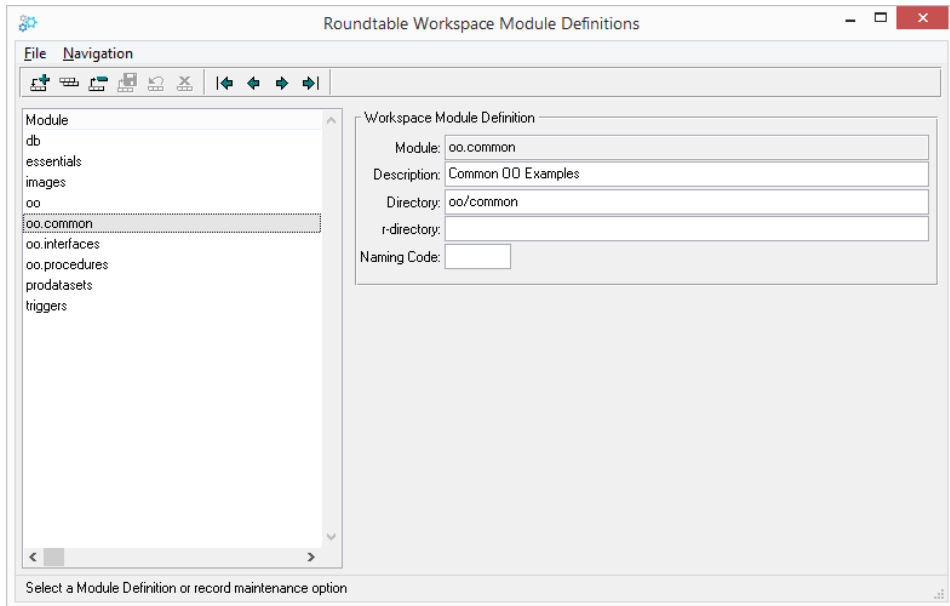 Roundtable Workspace Module Definitions
File Navigation
Module
db
essentials
images
oo
oo.common
oo.interfaces
oo.procedures
prodatasets
triggers
Workspace Module Definition
Module: oo.common
Description: Common OO Examples
Directory: oo/common
r-directory:
Naming Code:
Select a Module Definition or record maintenance option